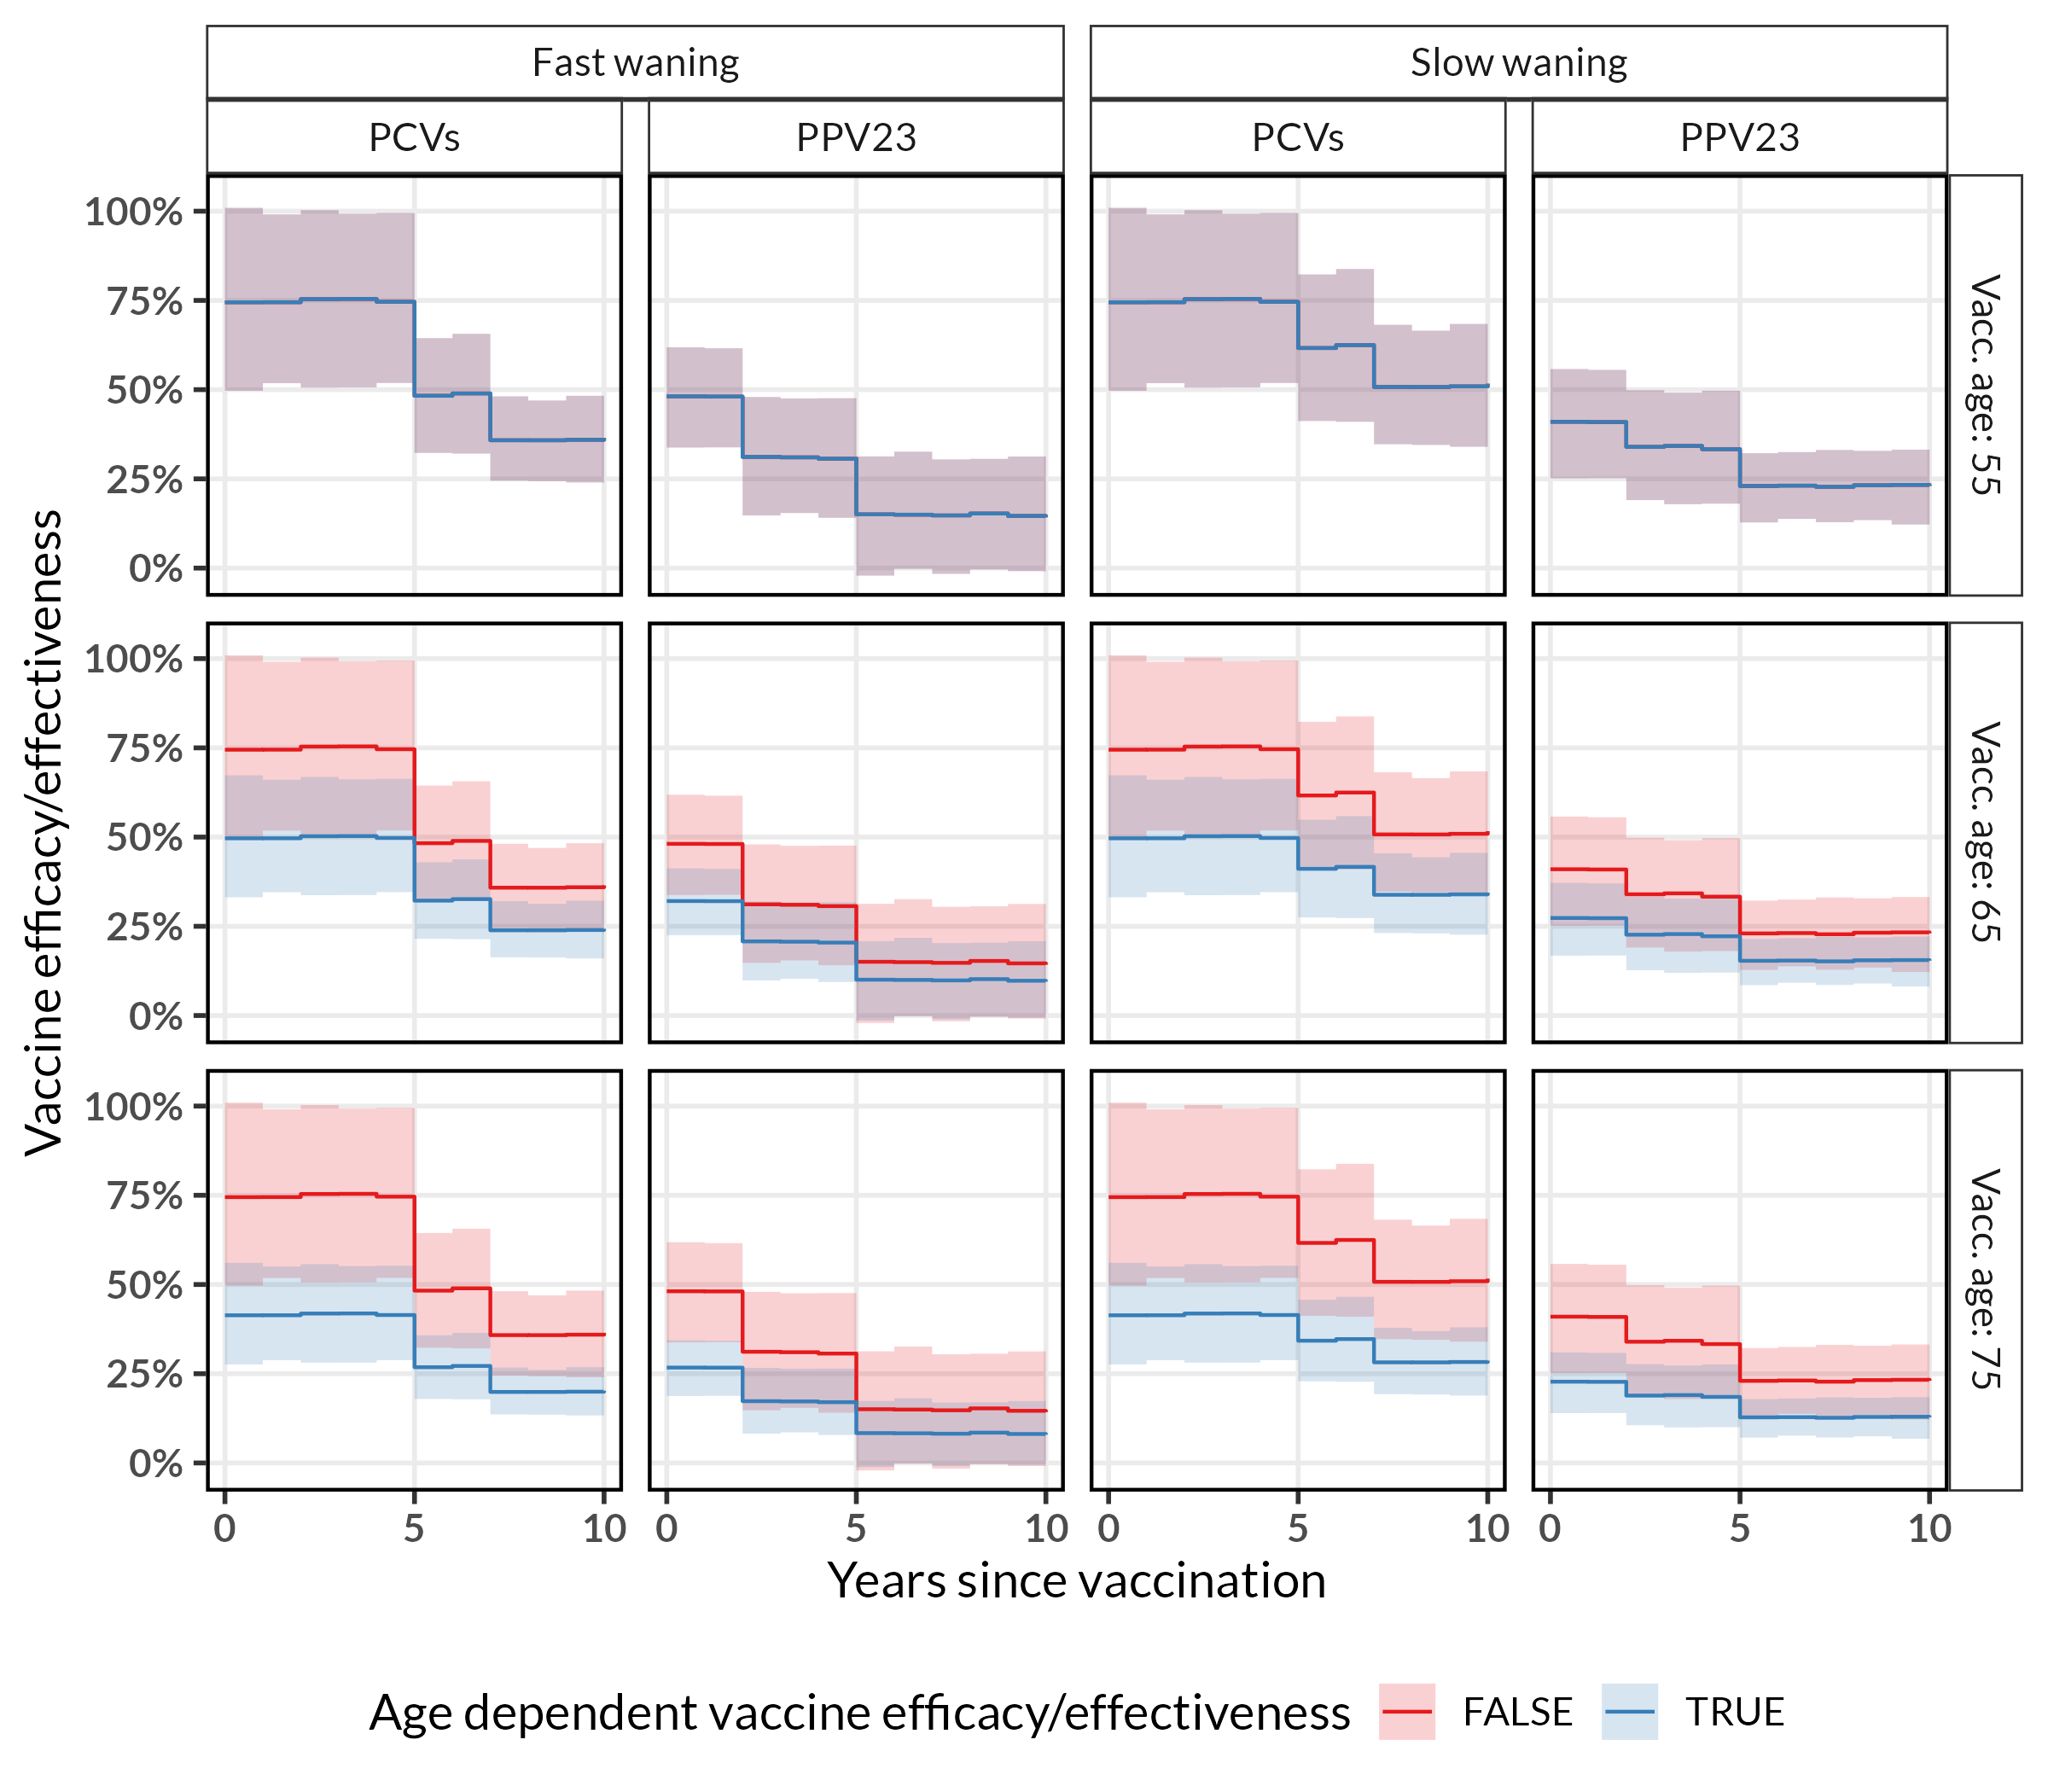 Fast waning
Slow waning
PCVs
PPV23
PCVs
PPV23
Vaccine efficacy/effectiveness
100%
75%
50%
25%
0%
Vacc. age: 55
100%
75%
50%
25%
0%
Vacc. age: 65
100%
75%
50%
25%
0%
Vacc. age: 75
0 5 10 0 5 10 0 5 10 0 5 10
Years since vaccination
Age dependent vaccine efficacy/effectiveness FALSE TRUE